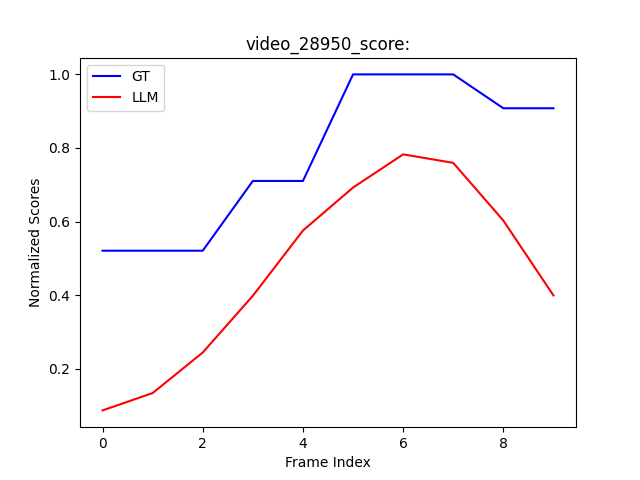 video_28950_score:
GT
LLM
1.0
0.8
0.6
0.4
0.2
Normalized Scores
0 2 4 6 8
Frame Index